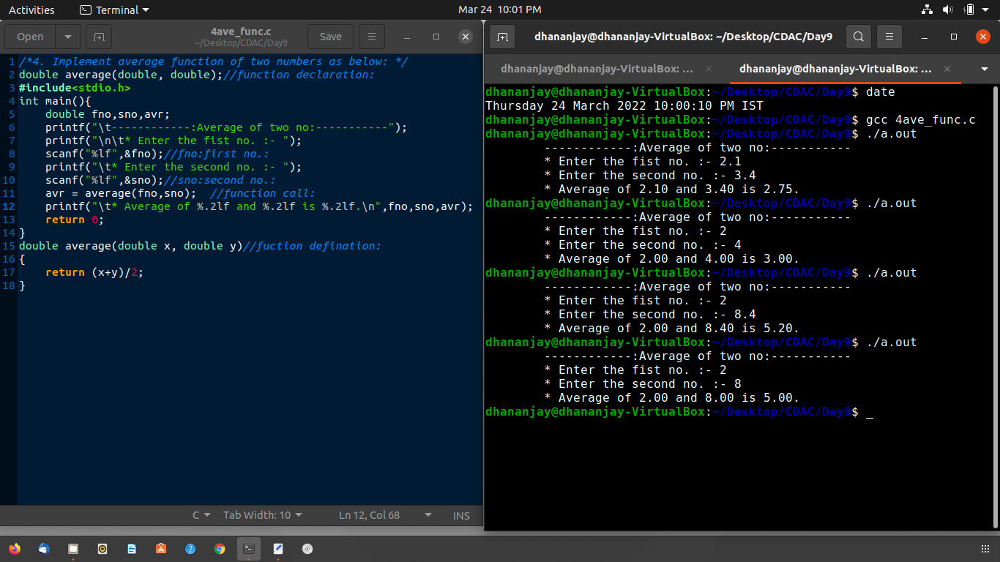 Activities Terminal Mar 24 10:01 PM
Open 4ave_func.c Save
~/Desktop/CDAC/Day9
1 /*4. Implement average function of two numbers as below: */
2 double average(double, double);//function declaration:
3 #include<stdio.h>
4 int main(){
5     double fno,sno,avr;
6     printf("\t------------:Average of two no:-----------");
7     printf("\n\t* Enter the fist no. :- ");
8     scanf("%lf",&fno);//fno:first no.:
9     printf("\t* Enter the second no. :- ");
10     scanf("%lf",&sno);//sno:second no.:
11     avr = average(fno,sno);  //function call:
12     printf("\t* Average of %.2lf and %.2lf is %.2lf.\n",fno,sno,avr);
13     return 0;
14 }
15 double average(double x, double y)//fuction defination:
16 {
17     return (x+y)/2;
18 }
C Tab Width: 10 Ln 12, Col 68 INS
dhananjay@dhananjay-VirtualBox: ~/Desktop/CDAC/Day9
dhananjay@dhananjay-VirtualBox: ... dhananjay@dhananjay-VirtualBox: ...
dhananjay@dhananjay-VirtualBox:~/Desktop/CDAC/Day9$ date
Thursday 24 March 2022 10:00:10 PM IST
dhananjay@dhananjay-VirtualBox:~/Desktop/CDAC/Day9$ gcc 4ave_func.c
dhananjay@dhananjay-VirtualBox:~/Desktop/CDAC/Day9$ ./a.out
------------:Average of two no:-----------
* Enter the fist no. :- 2.1
* Enter the second no. :- 3.4
* Average of 2.10 and 3.40 is 2.75.
dhananjay@dhananjay-VirtualBox:~/Desktop/CDAC/Day9$ ./a.out
------------:Average of two no:-----------
* Enter the fist no. :- 2
* Enter the second no. :- 4
* Average of 2.00 and 4.00 is 3.00.
dhananjay@dhananjay-VirtualBox:~/Desktop/CDAC/Day9$ ./a.out
------------:Average of two no:-----------
* Enter the fist no. :- 2
* Enter the second no. :- 8.4
* Average of 2.00 and 8.40 is 5.20.
dhananjay@dhananjay-VirtualBox:~/Desktop/CDAC/Day9$ ./a.out
------------:Average of two no:-----------
* Enter the fist no. :- 2
* Enter the second no. :- 8
* Average of 2.00 and 8.00 is 5.00.
dhananjay@dhananjay-VirtualBox:~/Desktop/CDAC/Day9$ _